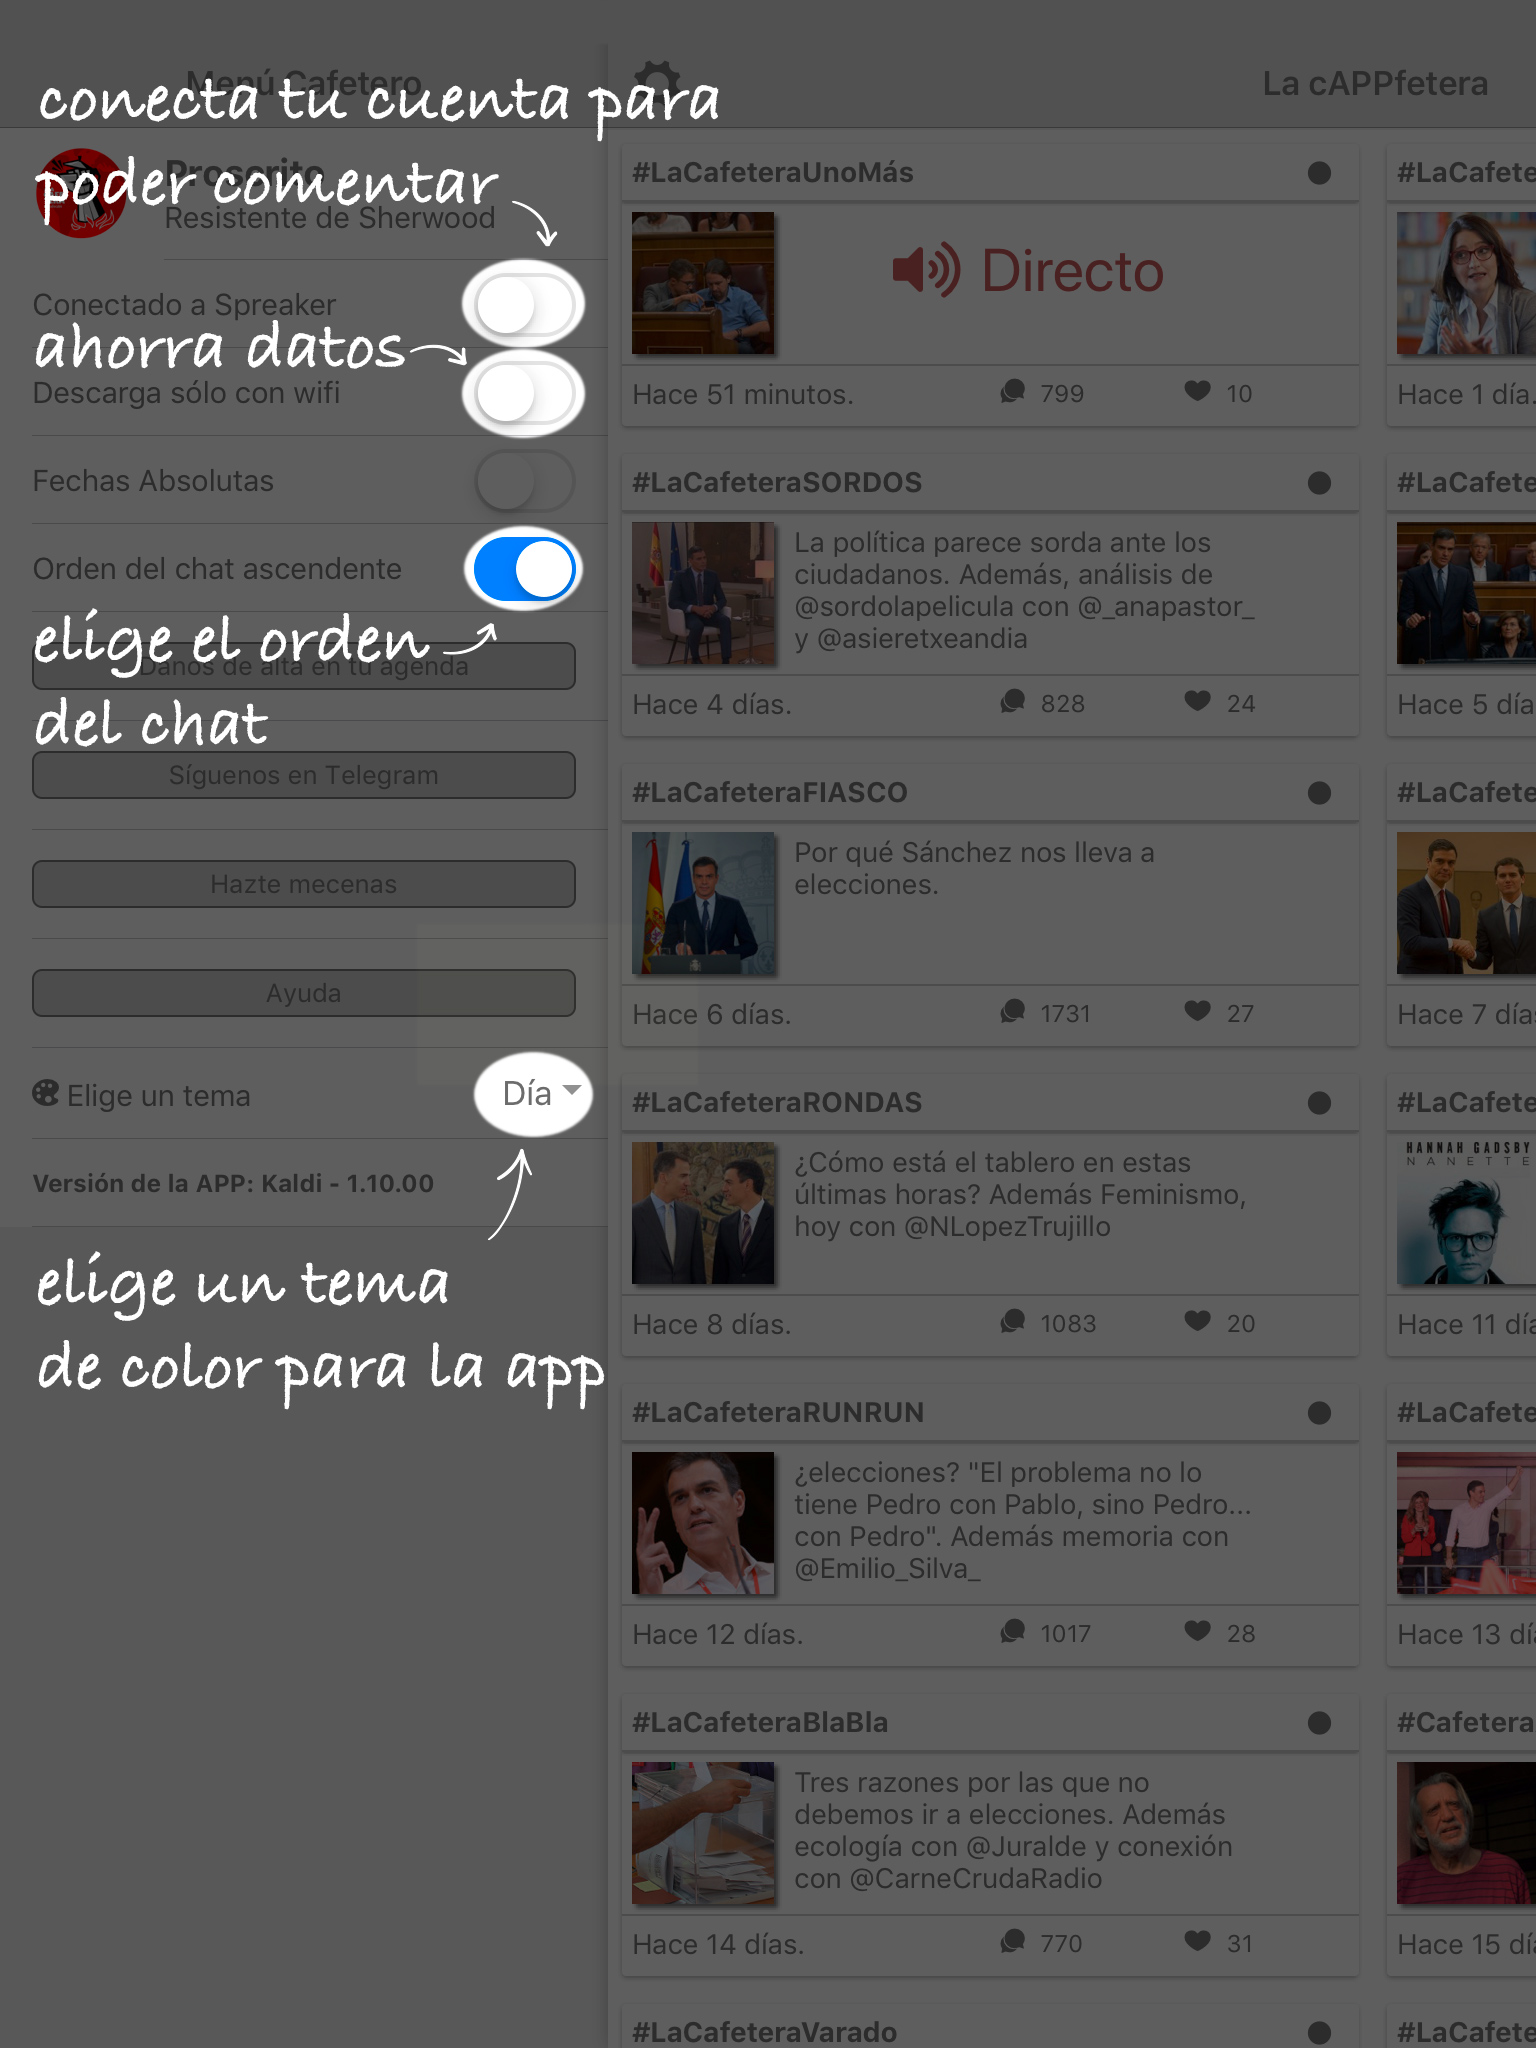 Menú Cafetero
conecta tu cuenta para
poder comentar
Proscrito
Resistente de Sherwood
Conectado a Spreaker
ahorra datos
Descarga sólo con wifi
Fechas Absolutas
Orden del chat ascendente
elige el orden
del chat
Danos de alta en tu agenda
Síguenos en Telegram
Hazte mecenas
Ayuda
Elige un tema
Día
Versión de la APP: Kaldi - 1.10.00
elige un tema
de color para la app
La cAPPfetera
#LaCafeteraUnoMás
Directo
Hace 51 minutos. 799 10
#LaCafeteraSORDOS
La política parece sorda ante los
ciudadanos. Además, análisis de
@sordolapelicula con @_anapastor_
y @asieretxeandia
Hace 4 días. 828 24
#LaCafeteraFIASCO
Por qué Sánchez nos lleva a
elecciones.
Hace 6 días. 1731 27
#LaCafeteraRONDAS
¿Cómo está el tablero en estas
últimas horas? Además Feminismo,
hoy con @NLopezTrujillo
Hace 8 días. 1083 20
#LaCafeteraRUNRUN
¿elecciones? "El problema no lo
tiene Pedro con Pablo, sino Pedro...
con Pedro". Además memoria con
@Emilio_Silva_
Hace 12 días. 1017 28
#LaCafeteraBlaBla
Tres razones por las que no
debemos ir a elecciones. Además
ecología con @Juralde y conexión
con @CarneCrudaRadio
Hace 14 días. 770 31
#LaCafeteraVarado
#LaCafete
Hace 1 día.
#LaCafete
Hace 5 día
#LaCafete
Hace 7 días
#LaCafete
HANNAH GADSBY
NANETTE
Hace 11 día
#LaCafete
Hace 13 dí
#Cafetera
Hace 15 dí
#LaCafete